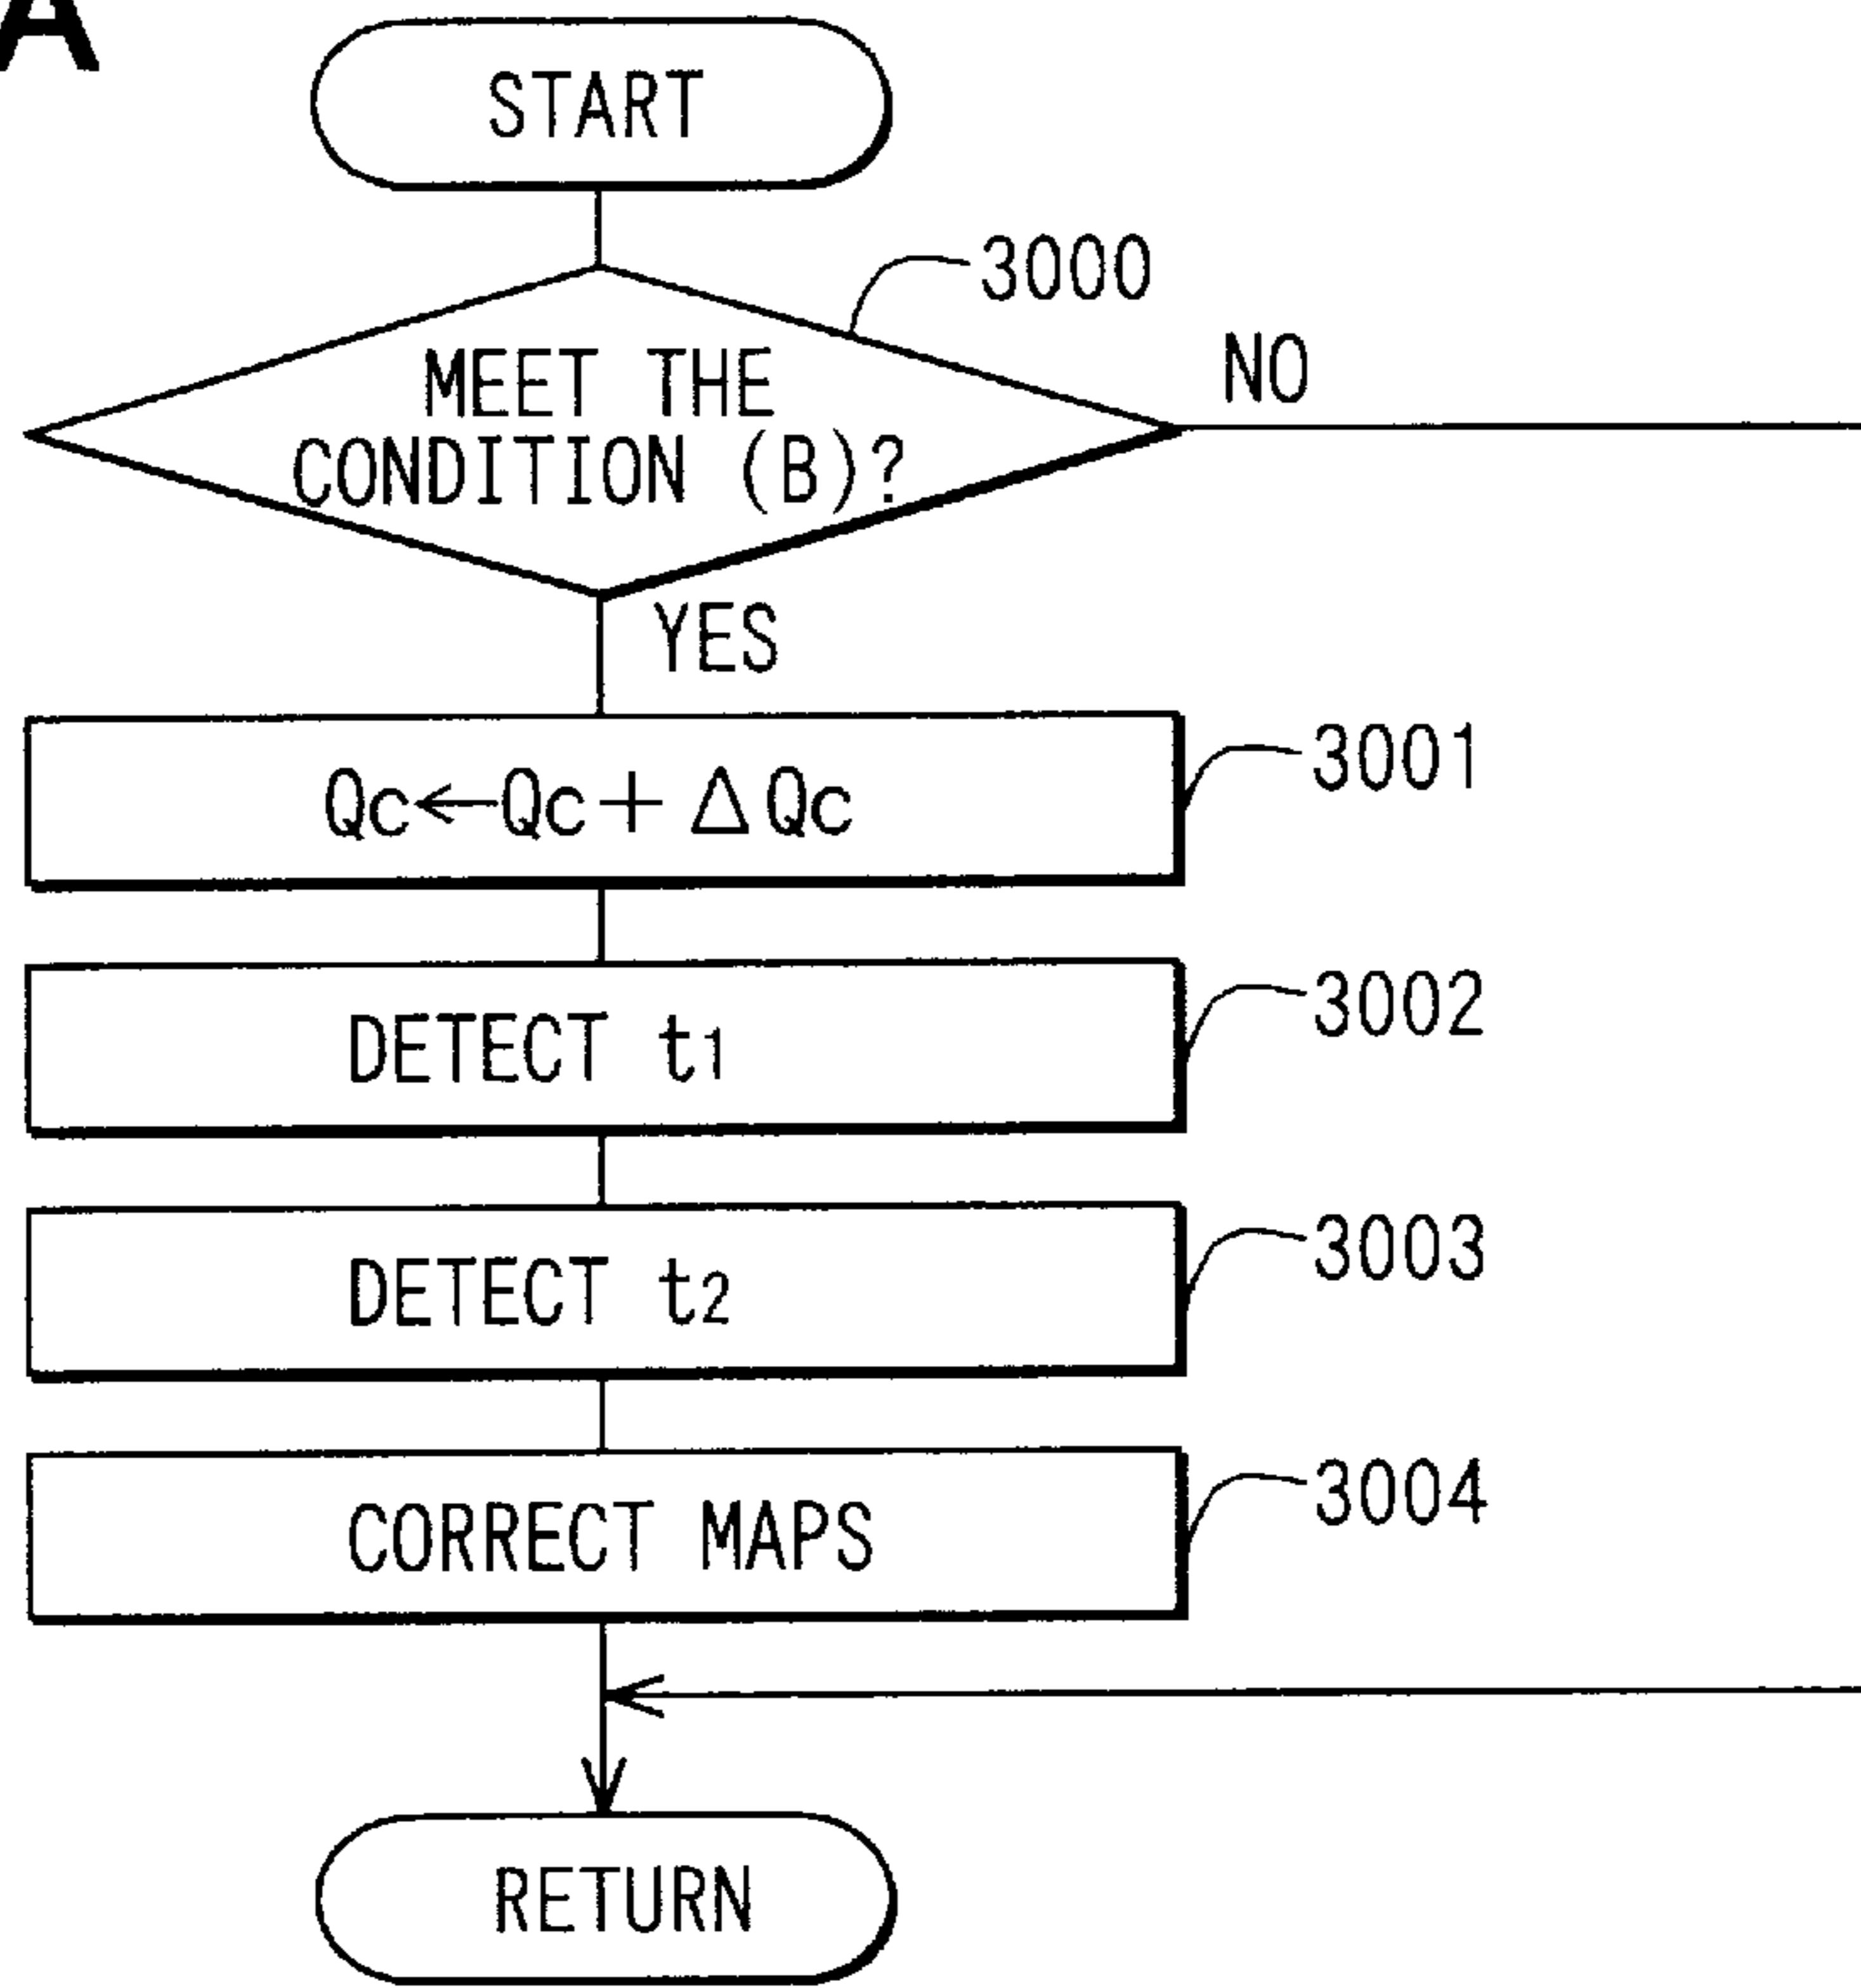 A
START
3000
MEET THE
CONDITION (B)?
NO
YES
3001
Qc←Qc+ΔQc
3002
DETECT t1
3003
DETECT t2
3004
CORRECT MAPS
RETURN